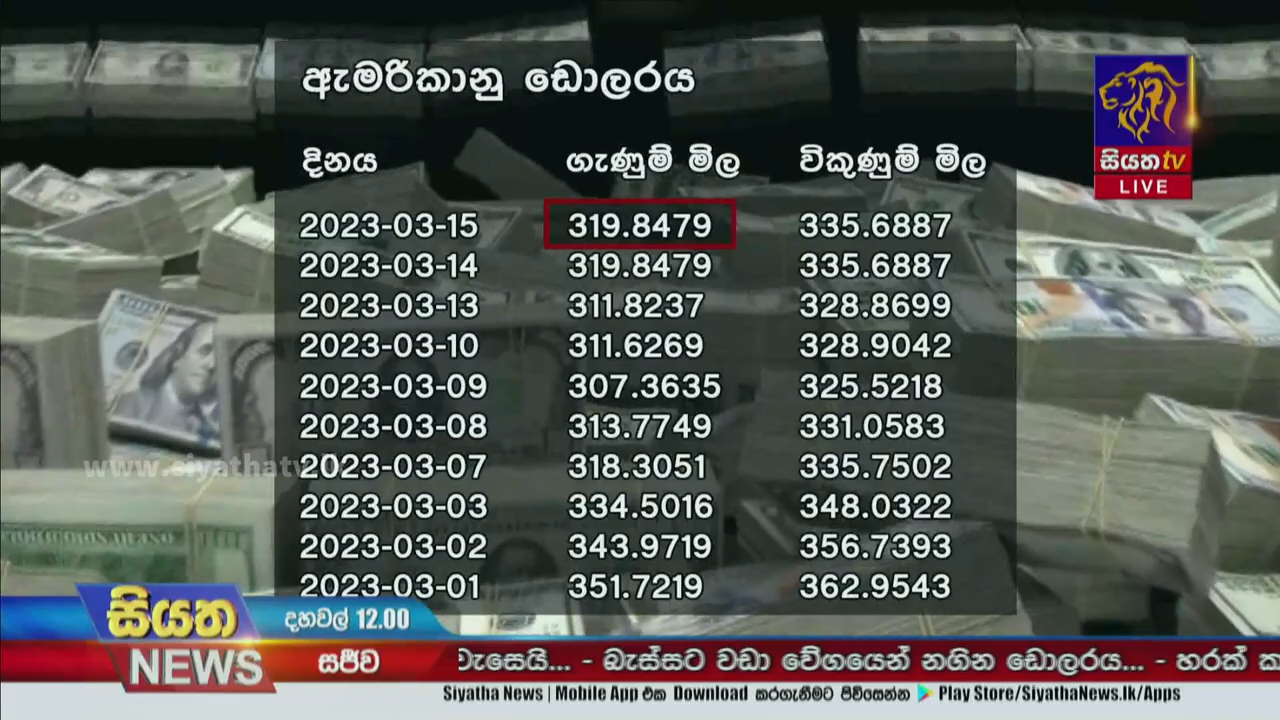 ඇමරිකානු ඩොලරය
සියත tv
LIVE
දිනය ගැණුම් මිල විකුණුම් මිල
2023-03-15 319.8479 335.6887
2023-03-14 319.8479 335.6887
2023-03-13 311.8237 328.8699
2023-03-10 311.6269 328.9042
2023-03-09 307.3635 325.5218
2023-03-08 313.7749 331.0583
2023-03-07 318.3051 335.7502
2023-03-03 334.5016 348.0322
2023-03-02 343.9719 356.7393
2023-03-01 351.7219 362.9543
www.siyathatv.lk
සියත දහවල් 12.00
NEWS සජීව වැසෙයි... - බැස්සට වඩා වේගයෙන් නගින ඩොලරය... - හරක්
Siyatha News | Mobile App එක Download කරගැනීමට පිවිසෙන්න Play Store/SiyathaNews.lk/Apps